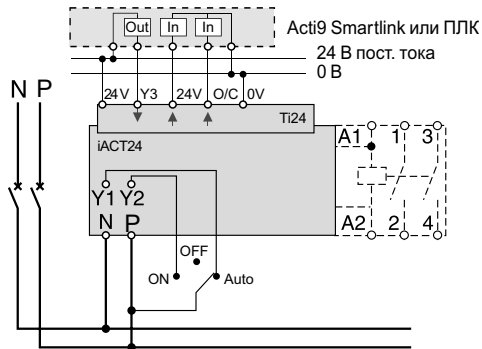 Out In In Acti9 Smartlink или ПЛК
24 В пост. тока
0 В
N P
24V Y3 24V O/C 0V
Ti24
iACT24
A1 1 3
Y1 Y2
N P
A2 2 4
OFF
ON Auto